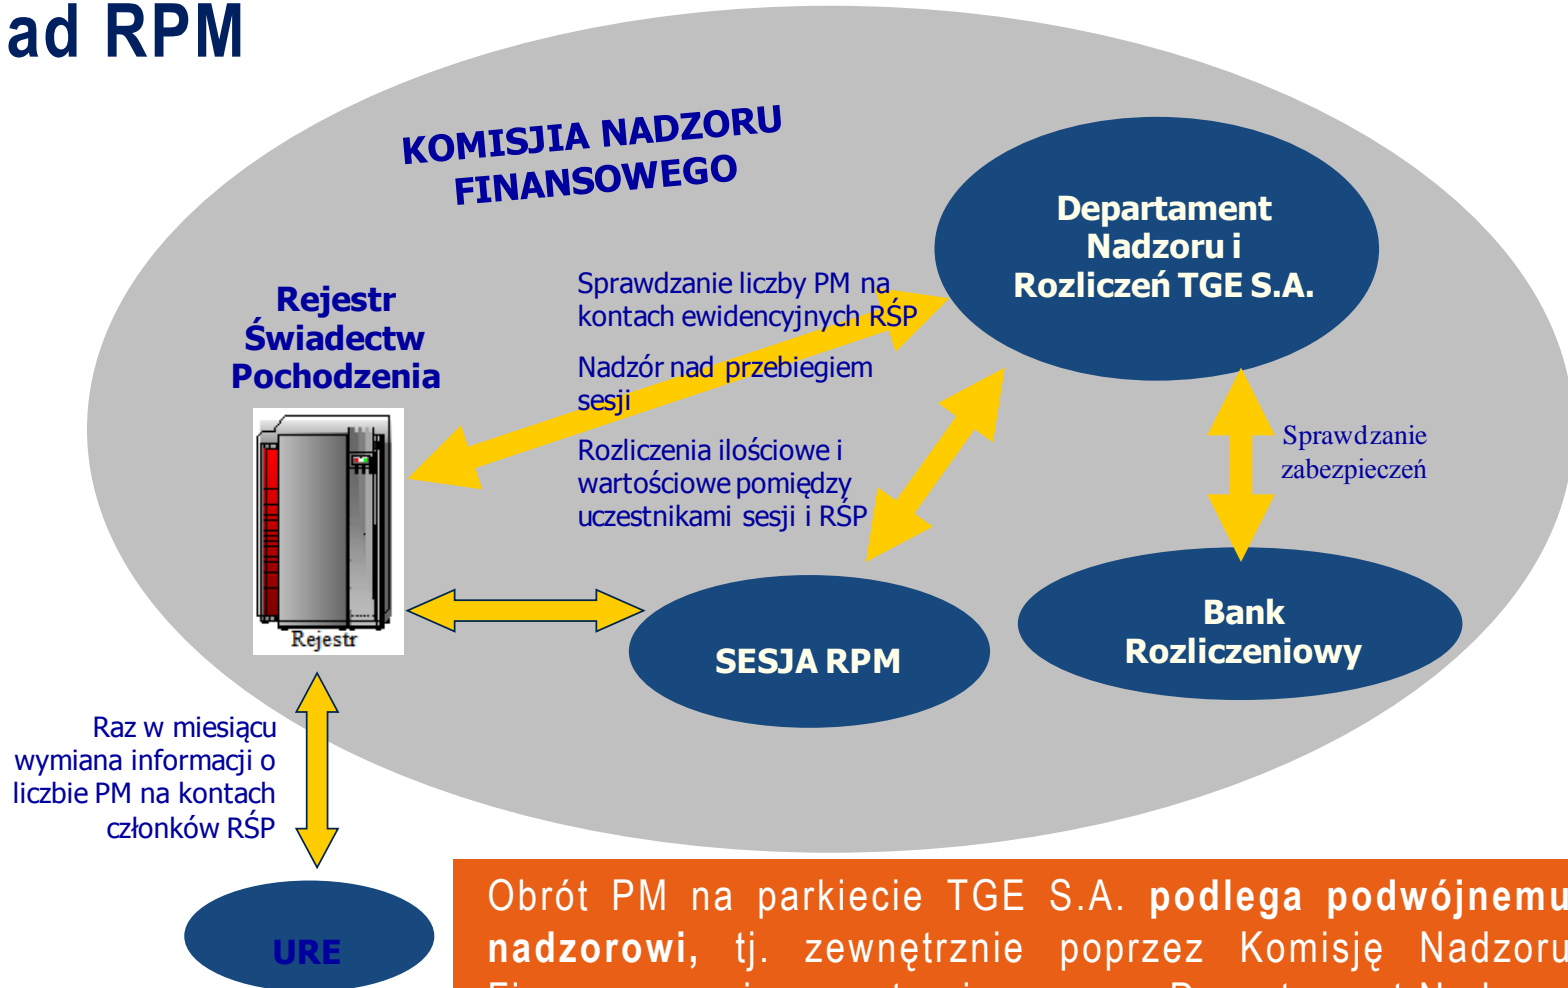 ad RPM
KOMISJIA NADZORU
FINANSOWEGO
Departament
Nadzoru i
Rozliczeń TGE S.A.
Rejestr
Świadectw
Pochodzenia
Sprawdzanie liczby PM na
kontach ewidencyjnych RŚP
Nadzór nad przebiegiem
sesji
Rozliczenia ilościowe i
wartościowe pomiędzy
uczestnikami sesji i RŚP
Sprawdzanie
zabezpieczeń
Rejestr
SESJA RPM
Bank
Rozliczeniowy
Raz w miesiącu
wymiana informacji o
liczbie PM na kontach
członków RŚP
URE
Obrót PM na parkiecie TGE S.A. podlega podwójnemu
nadzorowi, tj. zewnętrznie poprzez Komisję Nadzoru